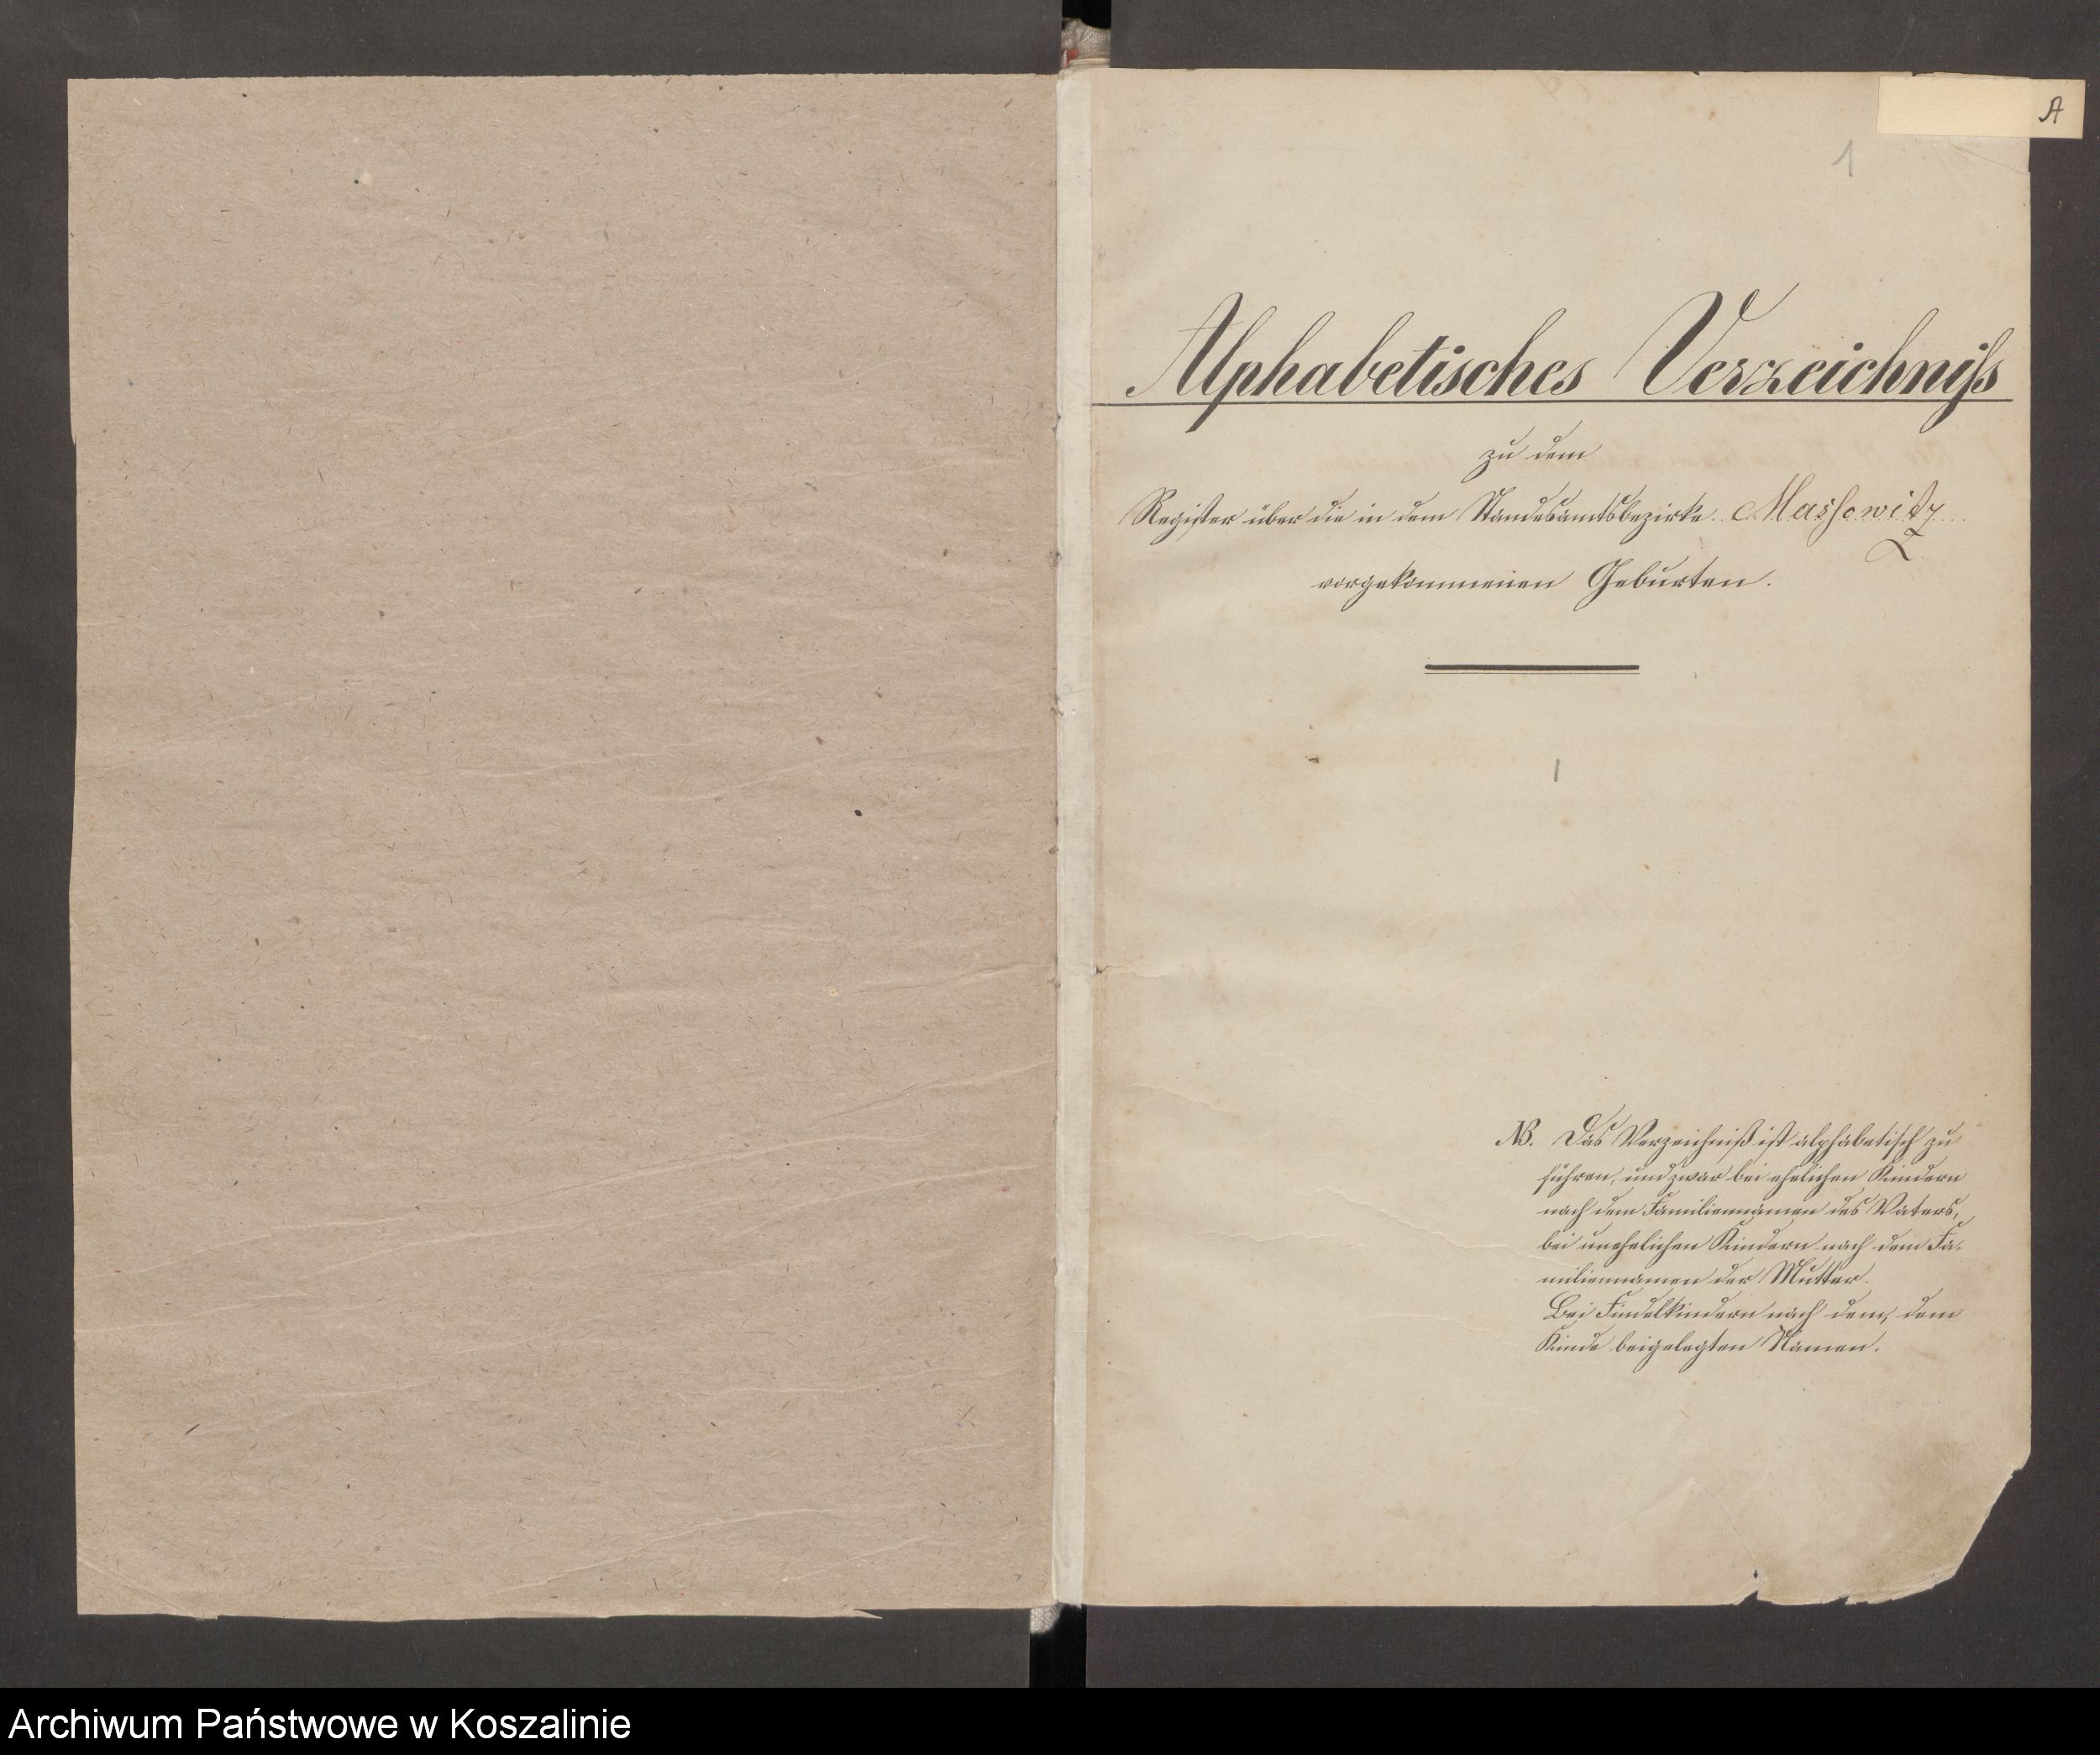 A
1
Alphabetisches Verzeichniss
zu dem
Register über die in dem Standesamtsbezirke Massowitz
vorgekommenen Geburten.
1
NB. Das Verzeichniß ist alphabetisch zu
führen, und zwar bei ehelichen Kindern
nach dem Familiennamen des Vaters,
bei unehelichen Kindern nach dem Fa-
miliennamen der Mutter.
Bei Findelkindern nach dem, dem
Kinde beigelegten Namen.
Archiwum Państwowe w Koszalinie